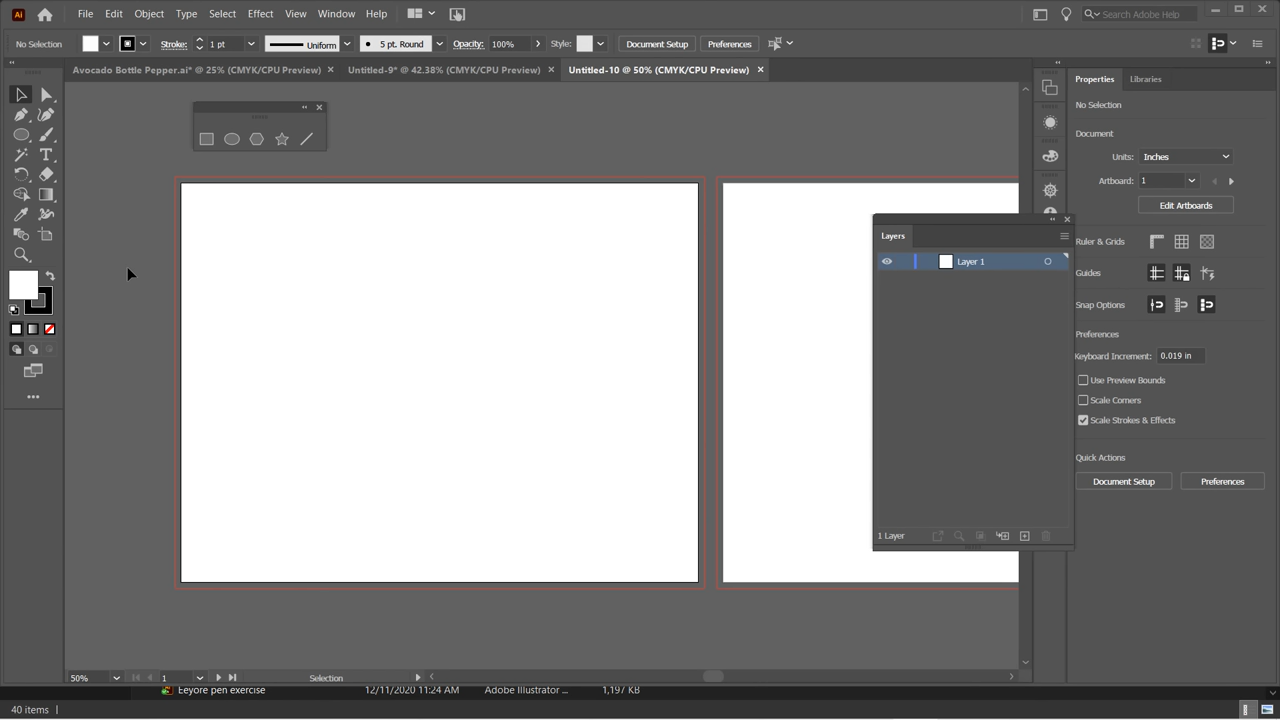 Ai File Edit Object Type Select Effect View Window Help Search Adobe Help
No Selection Stroke: 1 pt Uniform 5 pt. Round Opacity: 100% Style: Document Setup Preferences
Avocado Bottle Pepper.ai* @ 25% (CMYK/CPU Preview) Untitled-9* @ 42.38% (CMYK/CPU Preview) Untitled-10 @ 50% (CMYK/CPU Preview)
Properties Libraries
No Selection
Document
Units: Inches
Artboard: 1
Edit Artboards
Layers
Ruler & Grids
Layer 1
Guides
Snap Options
Preferences
Keyboard Increment: 0.019 in
Use Preview Bounds
Scale Corners
Scale Strokes & Effects
Quick Actions
Document Setup Preferences
1 Layer
50% 1 Selection
Eeyore pen exercise 12/11/2020 11:24 AM Adobe Illustrator ... 1,197 KB
40 items